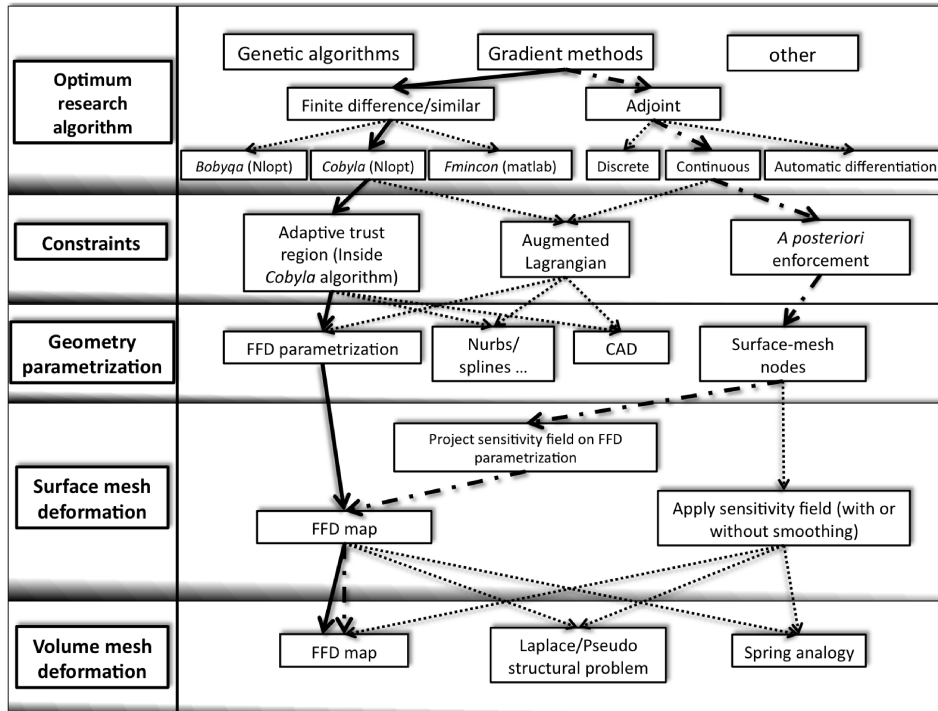 Genetic algorithms
Gradient methods
other
Optimum
research
algorithm
Finite difference/similar
Adjoint
Bobyqa (Nlopt)
Cobyla (Nlopt)
Fmincon (matlab)
Discrete
Continuous
Automatic differentiation
Constraints
Adaptive trust
region (Inside
Cobyla algorithm)
Augmented
Lagrangian
A posteriori
enforcement
Geometry
parametrization
FFD parametrization
Nurbs/
splines ...
CAD
Surface-mesh
nodes
Project sensitivity field on FFD
parametrization
Surface mesh
deformation
FFD map
Apply sensitivity field (with or
without smoothing)
Volume mesh
deformation
FFD map
Laplace/Pseudo
structural problem
Spring analogy